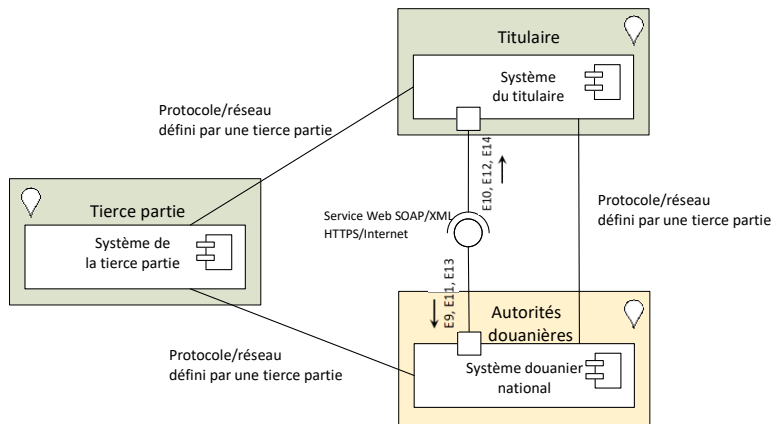 Titulaire
Système
du titulaire
Protocole/réseau
défini par une tierce partie
E10, E12, E14
Tierce partie
Système de
la tierce partie
Service Web SOAP/XML
HTTPS/Internet
Protocole/réseau
défini par une tierce partie
E9, E11, E13
Autorités
douanières
Système douanier
national
Protocole/réseau
défini par une tierce partie